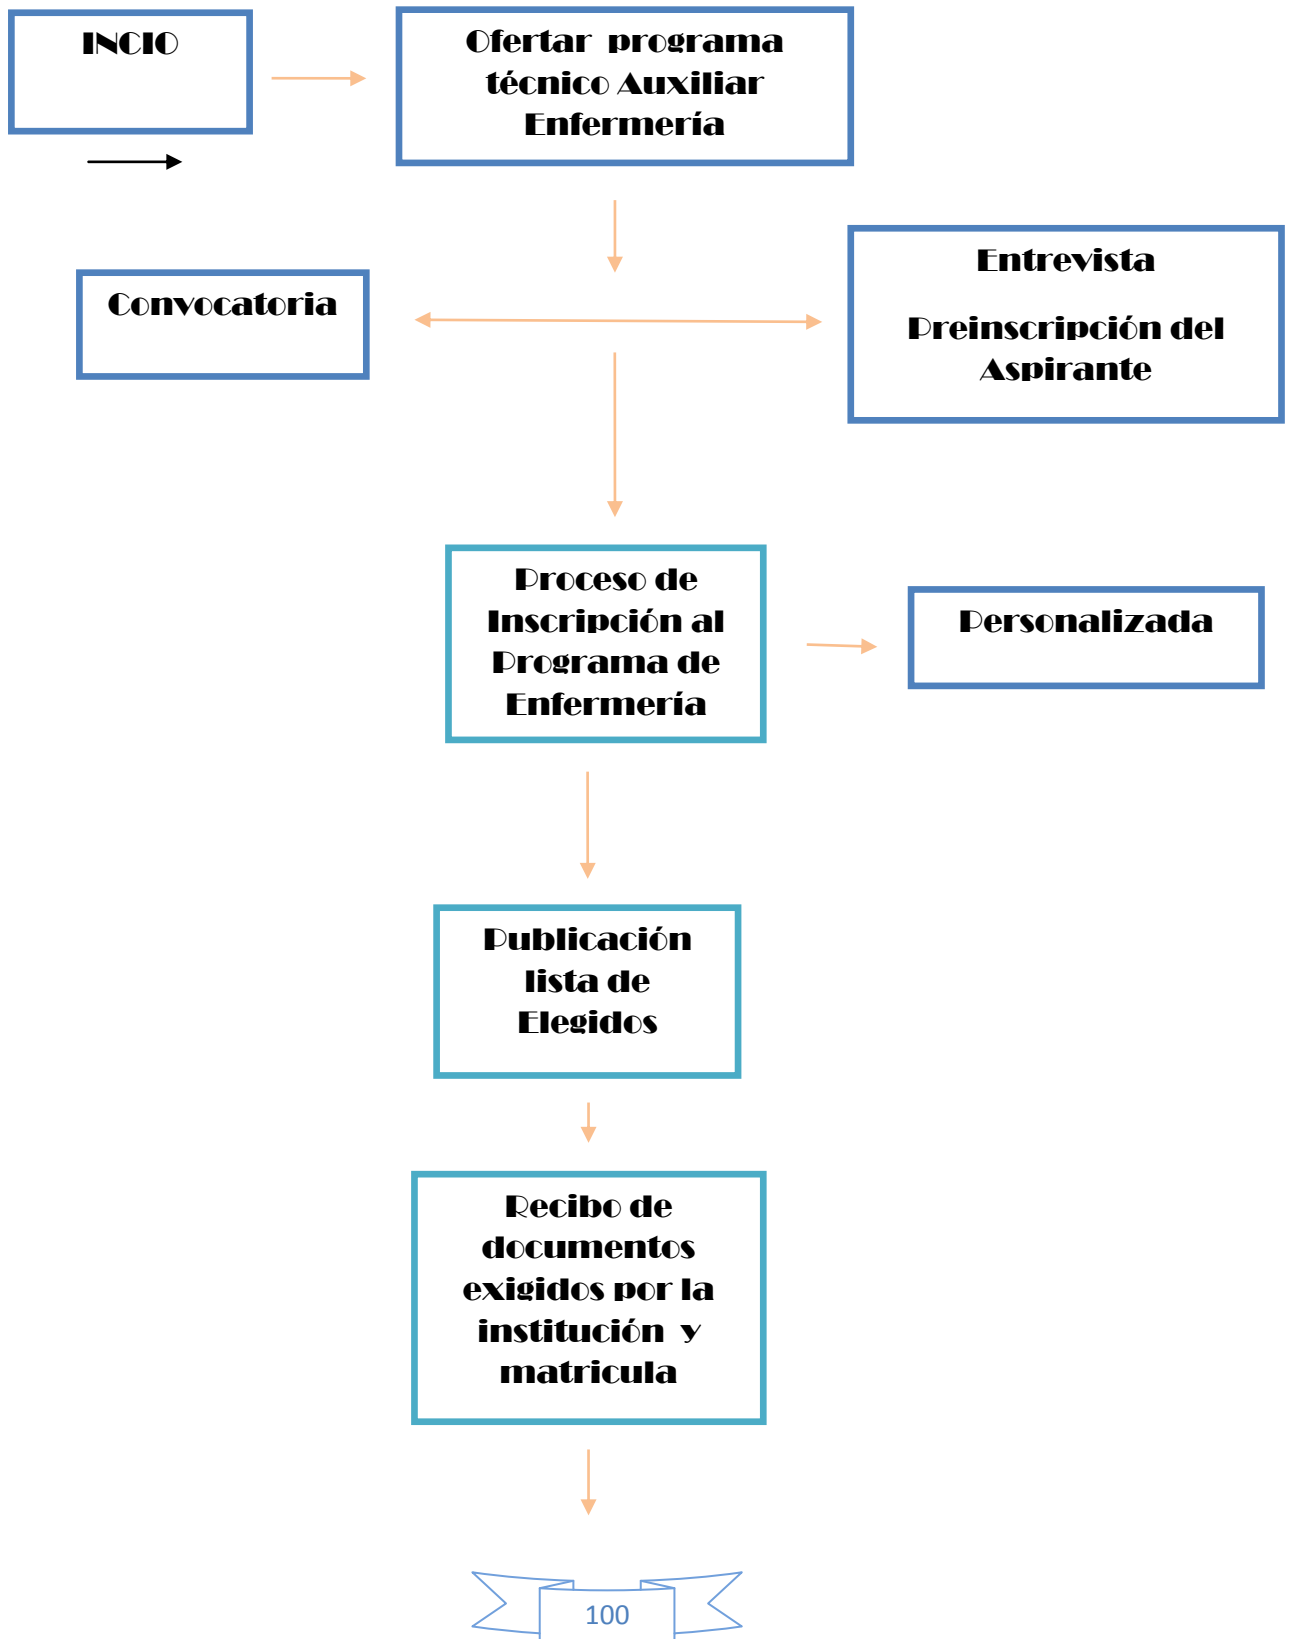 INCIO
Ofertar programa
técnico Auxiliar
Enfermería
Convocatoria
Entrevista
Preinscripción del
Aspirante
Proceso de
Inscripción al
Programa de
Enfermería
Personalizada
Publicación
lista de
Elegidos
Recibo de
documentos
exigidos por la
institución y
matricula
100